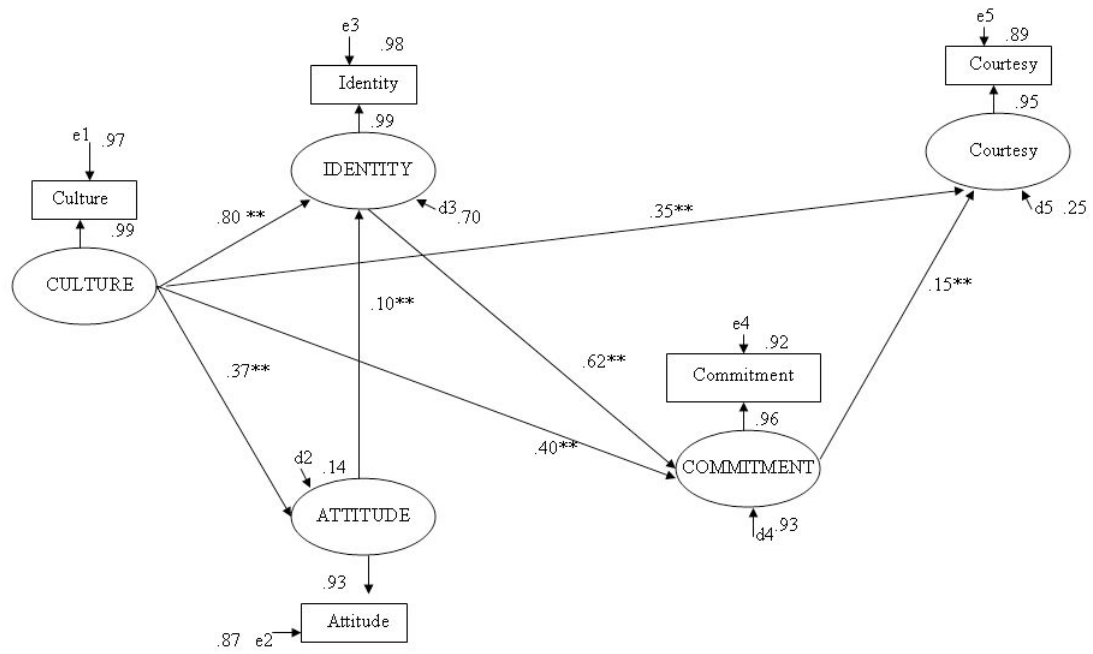 e3
.98
Identity
.99
IDENTITY
d3
.70
e5
.89
Courtesy
.95
Courtesy
d5 .25
e1
.97
Culture
.99
CULTURE
.80 **
.35**
.10**
.15**
.37**
.62**
.40**
e4
.92
Commitment
.96
COMMITMENT
d4
.93
d2
.14
ATTITUDE
.93
Attitude
.87 e2